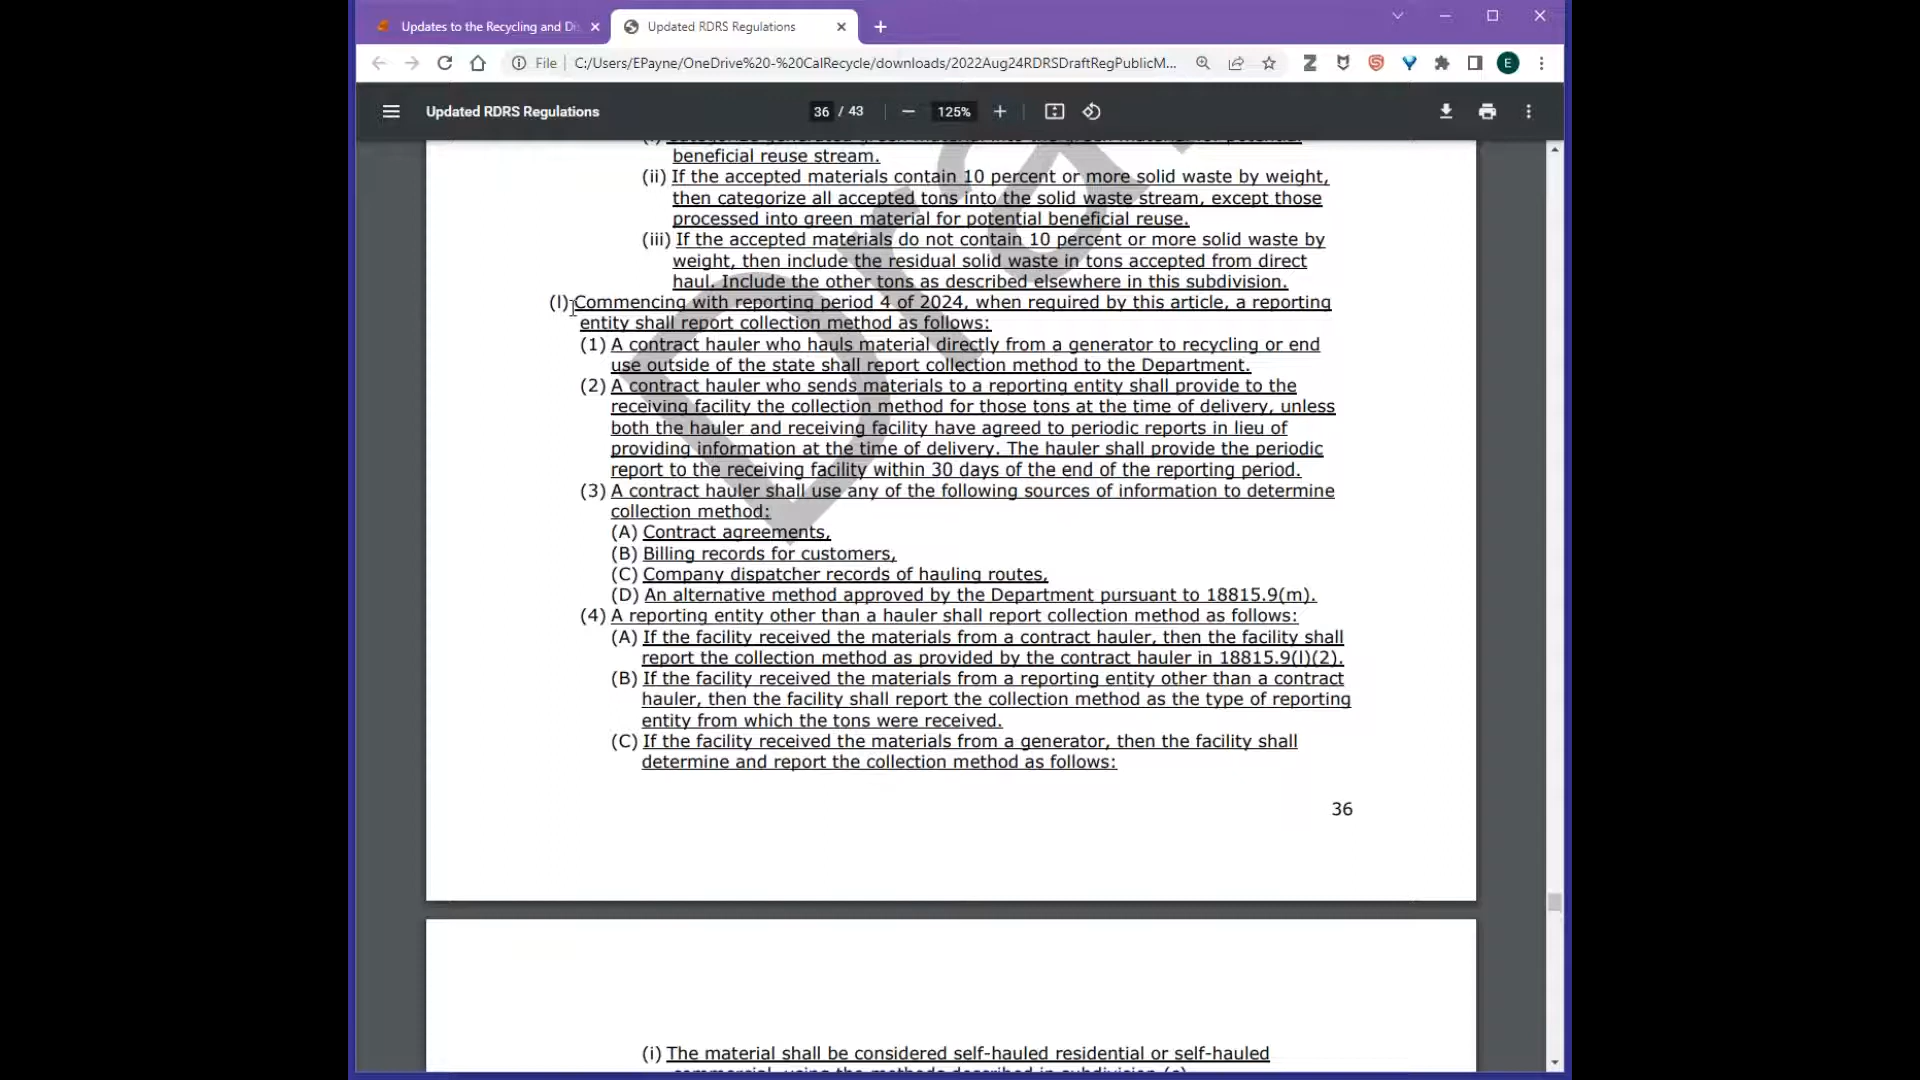 Updates to the Recycling and Di
Updated RDRS Regulations
File
C:/Users/EPayne/OneDrive%20-%20CalRecycle/downloads/2022Aug24RDRSDraftRegPublicM...
E
Updated RDRS Regulations
36 / 43
125%
beneficial reuse stream.
(ii) If the accepted materials contain 10 percent or more solid waste by weight,
then categorize all accepted tons into the solid waste stream, except those
processed into green material for potential beneficial reuse.
(iii) If the accepted materials do not contain 10 percent or more solid waste by
weight, then include the residual solid waste in tons accepted from direct
haul. Include the other tons as described elsewhere in this subdivision.
(l) Commencing with reporting period 4 of 2024, when required by this article, a reporting
entity shall report collection method as follows:
(1) A contract hauler who hauls material directly from a generator to recycling or end
use outside of the state shall report collection method to the Department.
(2) A contract hauler who sends materials to a reporting entity shall provide to the
receiving facility the collection method for those tons at the time of delivery, unless
both the hauler and receiving facility have agreed to periodic reports in lieu of
providing information at the time of delivery. The hauler shall provide the periodic
report to the receiving facility within 30 days of the end of the reporting period.
(3) A contract hauler shall use any of the following sources of information to determine
collection method:
(A) Contract agreements,
(B) Billing records for customers,
(C) Company dispatcher records of hauling routes,
(D) An alternative method approved by the Department pursuant to 18815.9(m).
(4) A reporting entity other than a hauler shall report collection method as follows:
(A) If the facility received the materials from a contract hauler, then the facility shall
report the collection method as provided by the contract hauler in 18815.9(l)(2).
(B) If the facility received the materials from a reporting entity other than a contract
hauler, then the facility shall report the collection method as the type of reporting
entity from which the tons were received.
(C) If the facility received the materials from a generator, then the facility shall
determine and report the collection method as follows:
36
(i) The material shall be considered self-hauled residential or self-hauled